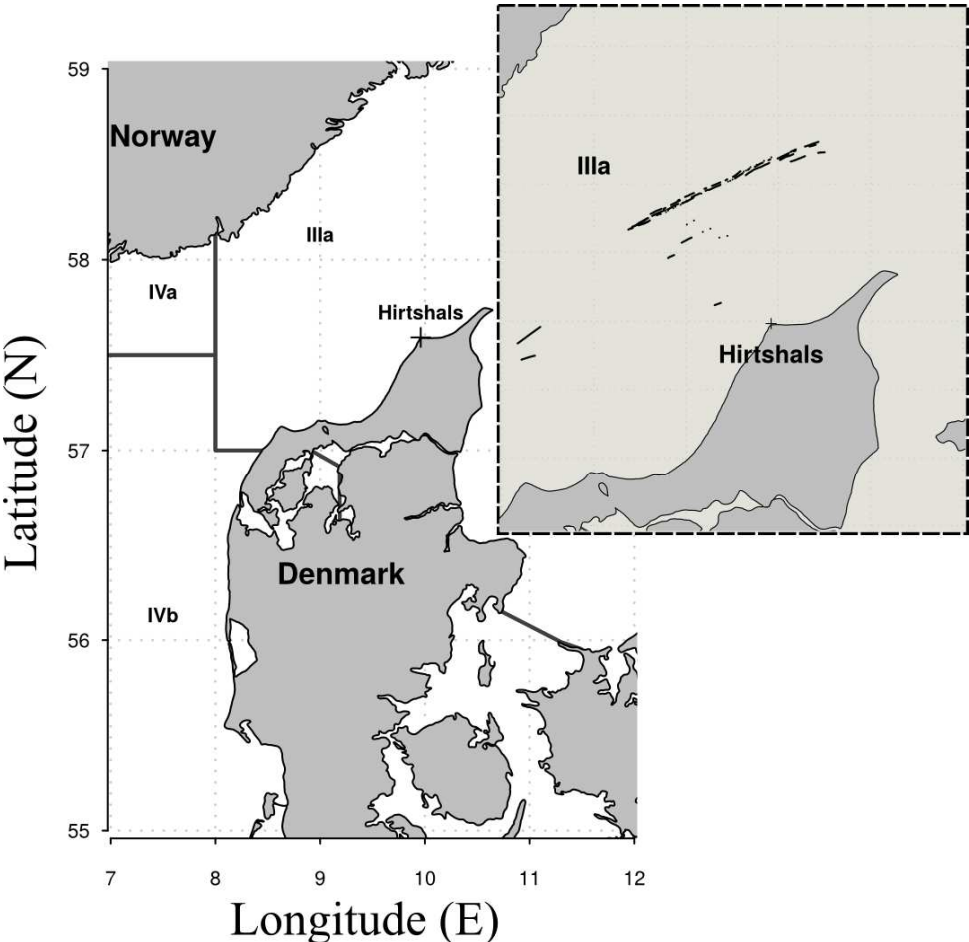 59
Norway
IIIa
IIIa
58
IVa
Hirtshals
Hirtshals
57
Latitude (N)
Denmark
IVb
56
55
7 8 9 10 11 12
Longitude (E)